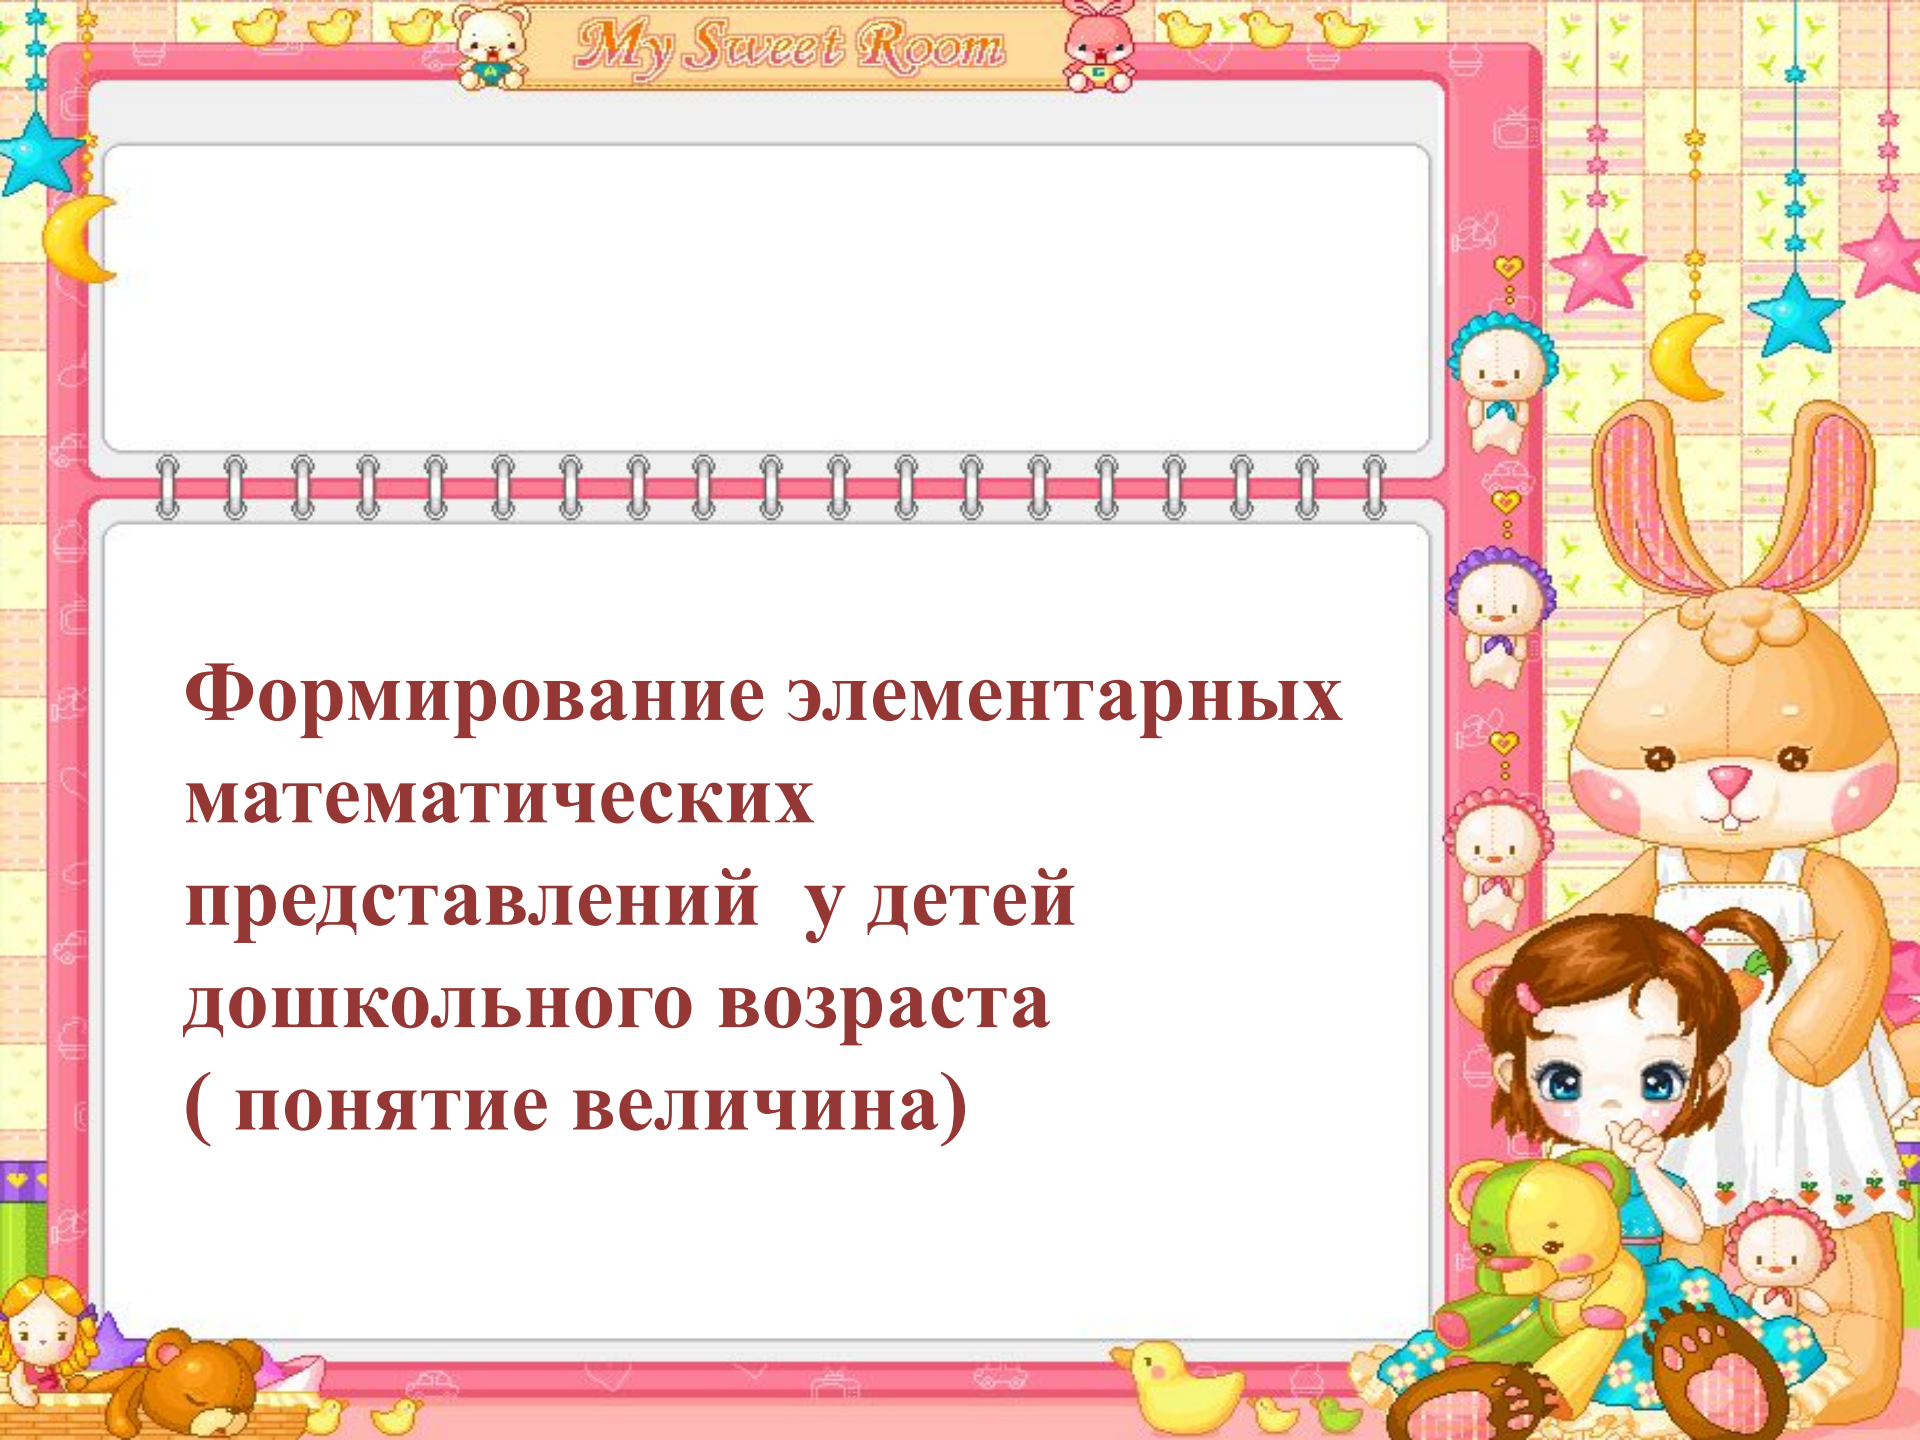 My Sweet Room
Формирование элементарных
математических
представлений у детей
дошкольного возраста
( понятие величина)